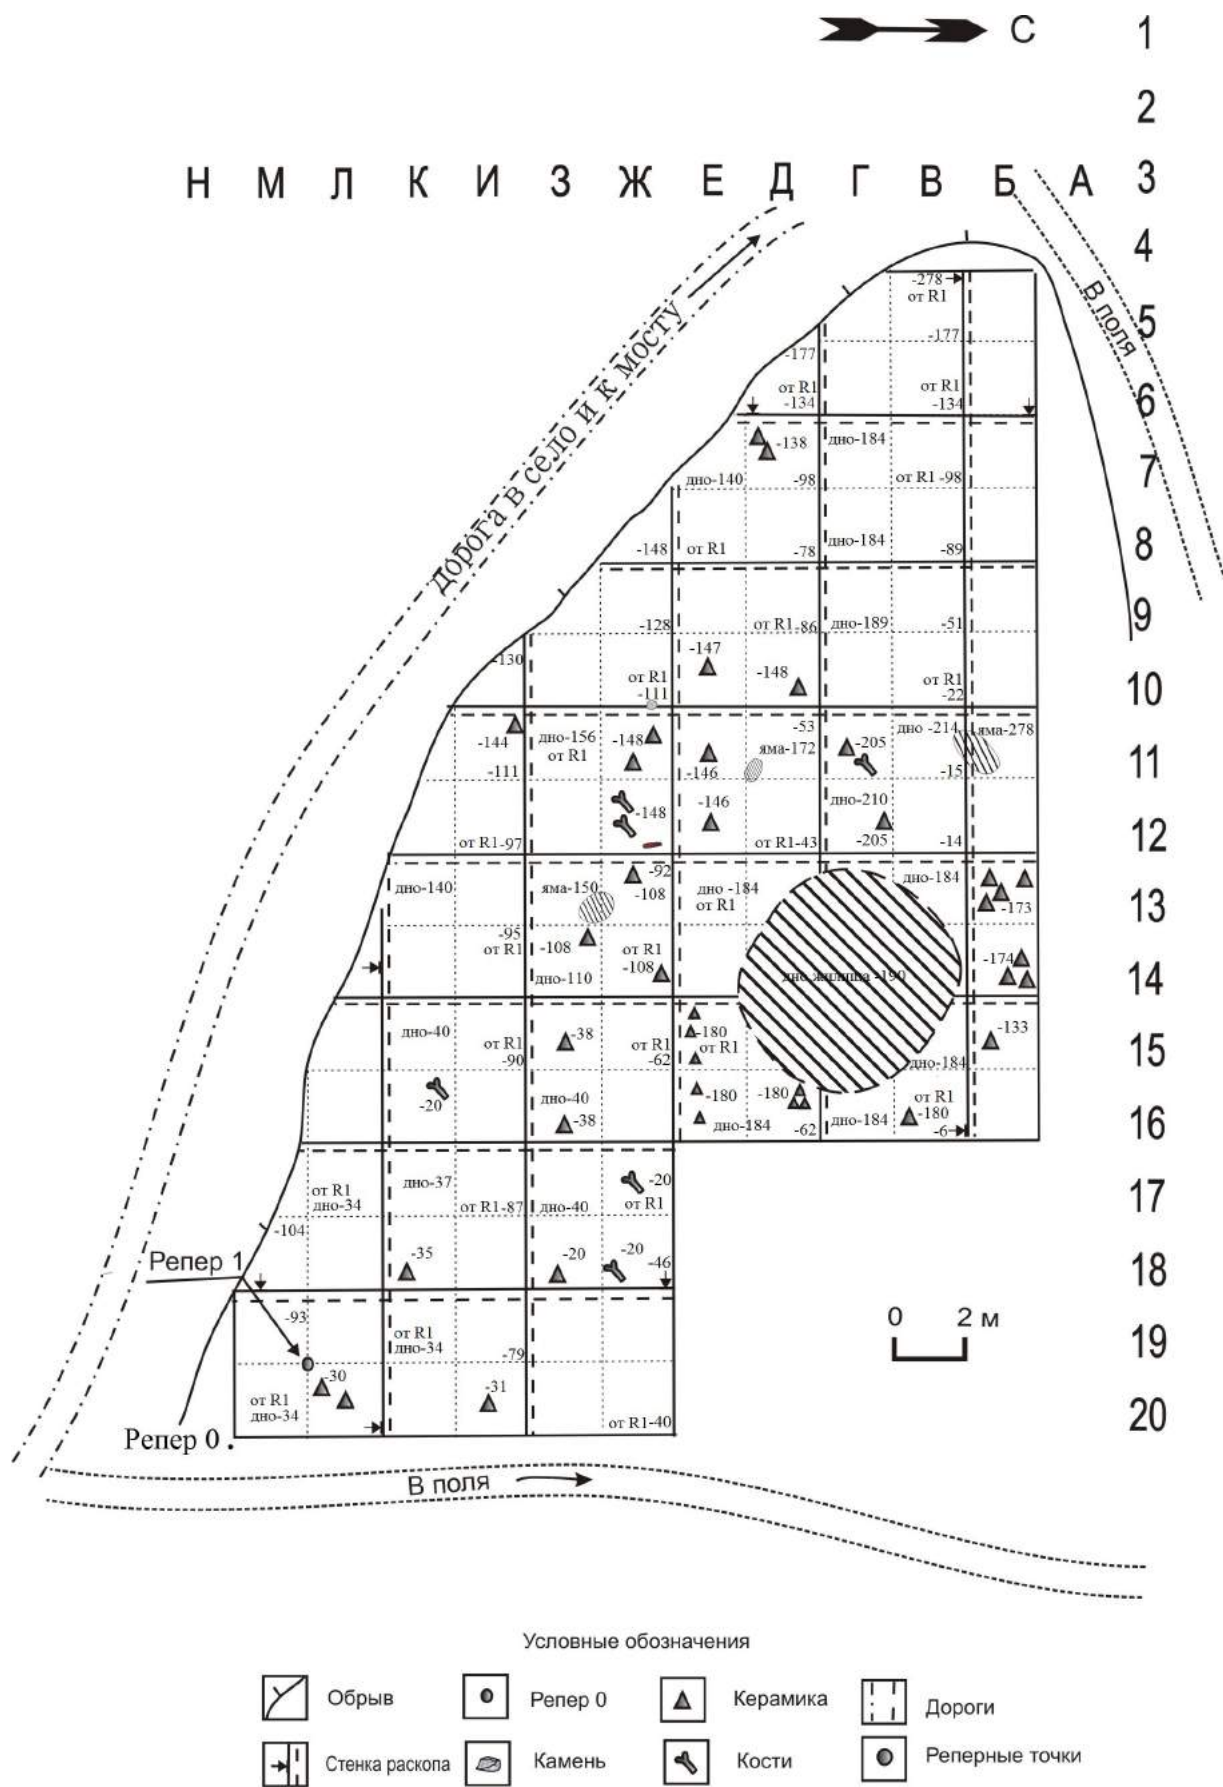 С 1
2
Н М Л К И З Ж Е Д Г В Б А 3
4
-278
от R1
В поля
5
-177
-177
от R1
-134
от R1
-134
6
дорога в село и к мосту
-138
дно-184
7
дно-140
-98
от R1 -98
-148
от R1
-78
дно-184
-89
8
-128
от R1-86
дно-189
-51
9
-130
-147
от R1
-111
-148
от R1
-22
10
-144
дно-156
от R1
-148
-53
яма-172
-205
дно -214
яма-278
11
-111
-146
-15
-148
-146
дно-210
12
от R1-97
от R1-43
-205
-14
дно-140
яма-150
-92
-108
дно -184
от R1
дно-184
-173
13
-95
от R1
-108
от R1
-108
-174
дно-110
дно жилища -190
14
дно-40
от R1
-90
-38
от R1
-62
-180
от R1
-133
15
дно-184
-20
дно-40
-38
-180
-180
от R1
-180
дно-184
-62
дно-184
-6
16
от R1
дно-34
дно-37
от R1-87
дно-40
-20
от R1
17
-104
Репер 1
-35
-20
-20
-46
18
-93
от R1
дно-34
-79
0 2 м
19
-30
от R1
дно-34
-31
от R1-40
20
Репер 0
В поля
Условные обозначения
Обрыв
Репер 0
Керамика
Дороги
Стенка раскопа
Камень
Кости
Реперные точки